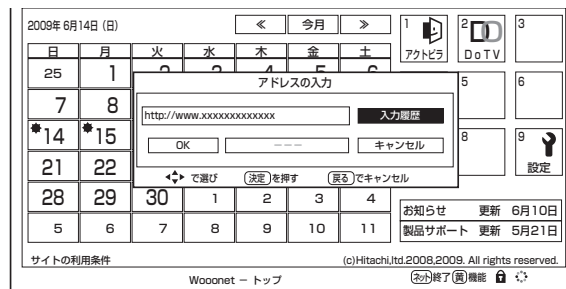 2009年 6月14日（日） ≪ 今月 ≫
日 月 火 水 木 金 土
25 1
アドレスの入力
http://www.xxxxxxxxxxxxx 入力履歴
OK --- キャンセル
で選び 決定を押す 戻るでキャンセル
7 8
14 15
21 22
28 29 30 1 2 3 4
5 6 7 8 9 10 11
1 アクトビラ
2 DoTV
3
5
6
8
9 設定
お知らせ 更新 6月10日
製品サポート 更新 5月21日
サイトの利用条件
(c)Hitachi,ltd.2008,2009. All rights reserved.
Wooonet － トップ
ネット終了 黄機能